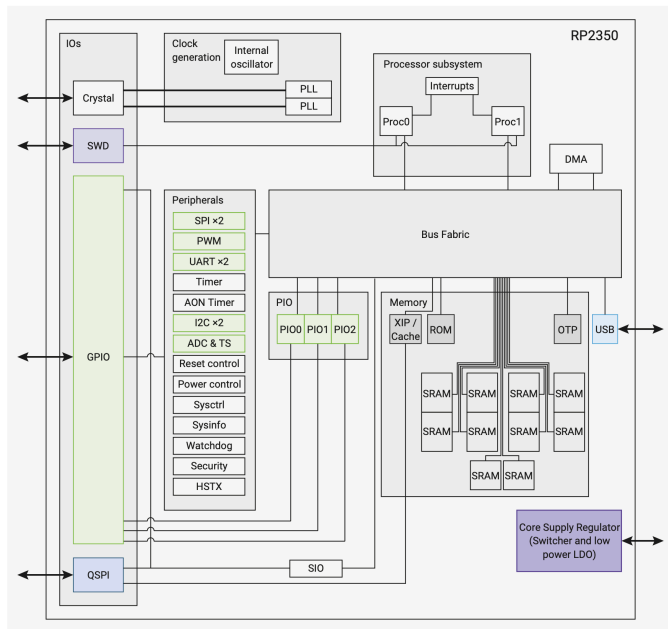 RP2350
IOs
Clock
generation
Internal
oscillator
PLL
PLL
Crystal
SWD
GPIO
QSPI
Processor subsystem
Interrupts
Proc0
Proc1
DMA
Bus Fabric
Peripherals
SPI ×2
PWM
UART ×2
Timer
AON Timer
I2C ×2
ADC & TS
Reset control
Power control
Sysctrl
Sysinfo
Watchdog
Security
HSTX
PIO
PIO0
PIO1
PIO2
Memory
XIP /
Cache
ROM
OTP
USB
SRAM
SRAM
SRAM
SRAM
SRAM
SRAM
SRAM
SRAM
SRAM
SRAM
SIO
Core Supply Regulator
(Switcher and low
power LDO)